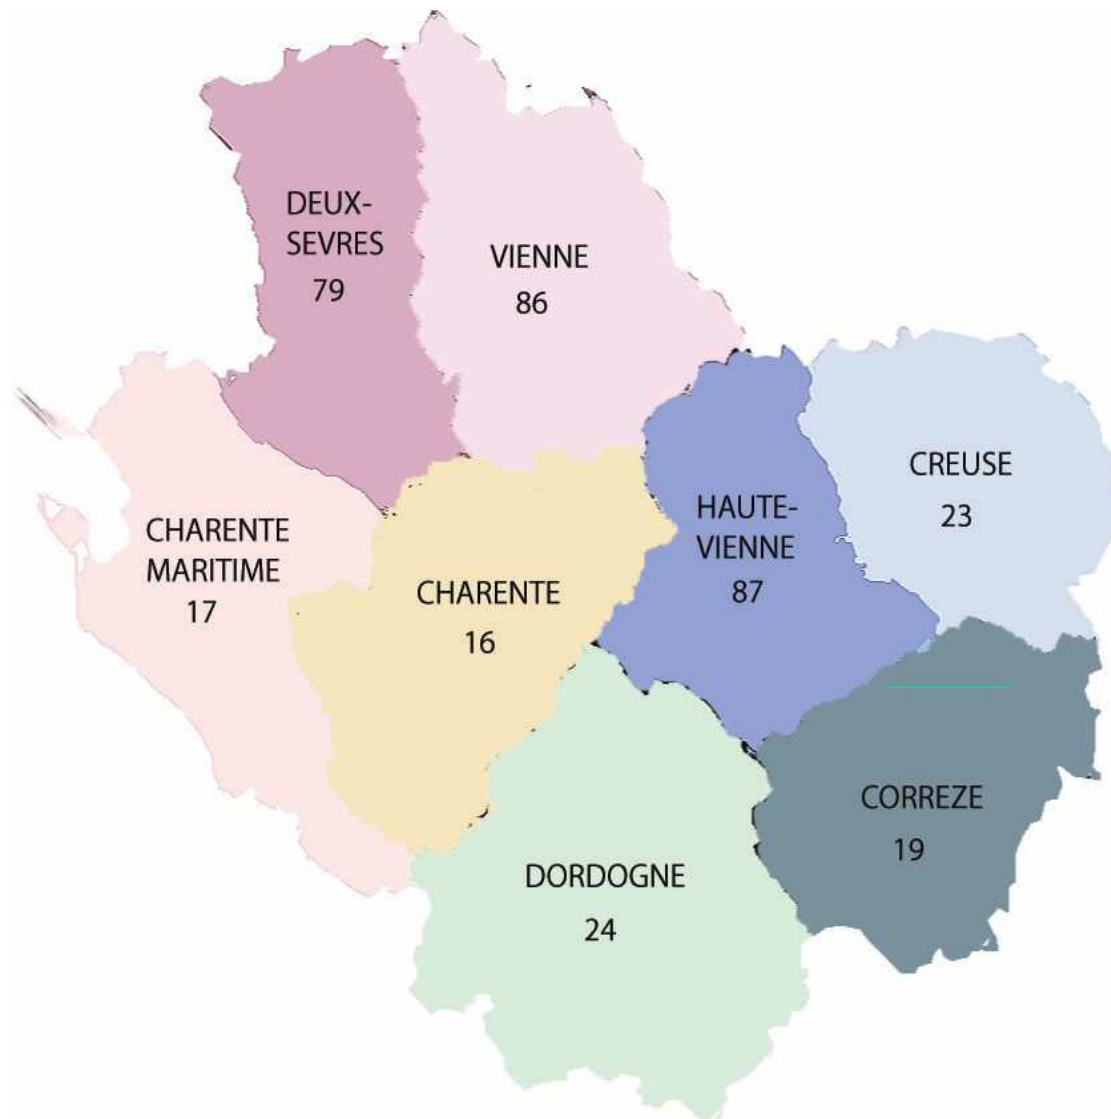 DEUX-
SEVRES
79
VIENNE
86
CREUSE
23
HAUTE-
VIENNE
87
CHARENTE
MARITIME
17
CHARENTE
16
CORREZE
19
DORDOGNE
24